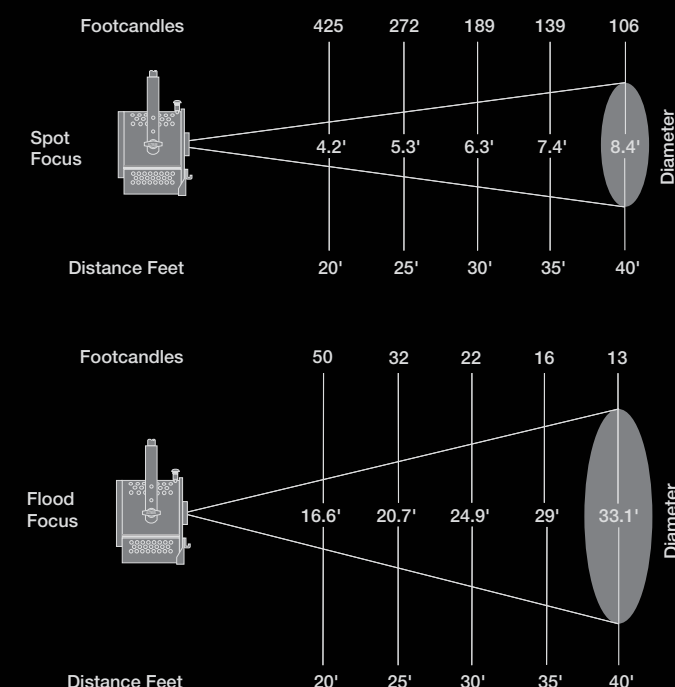 Footcandles 425 272 189 139 106
Spot
Focus
4.2' 5.3' 6.3' 7.4' 8.4'
Diameter
Distance Feet 20' 25' 30' 35' 40'
Footcandles 50 32 22 16 13
Flood
Focus
16.6' 20.7' 24.9' 29' 33.1'
Diameter
Distance Feet 20' 25' 30' 35' 40'